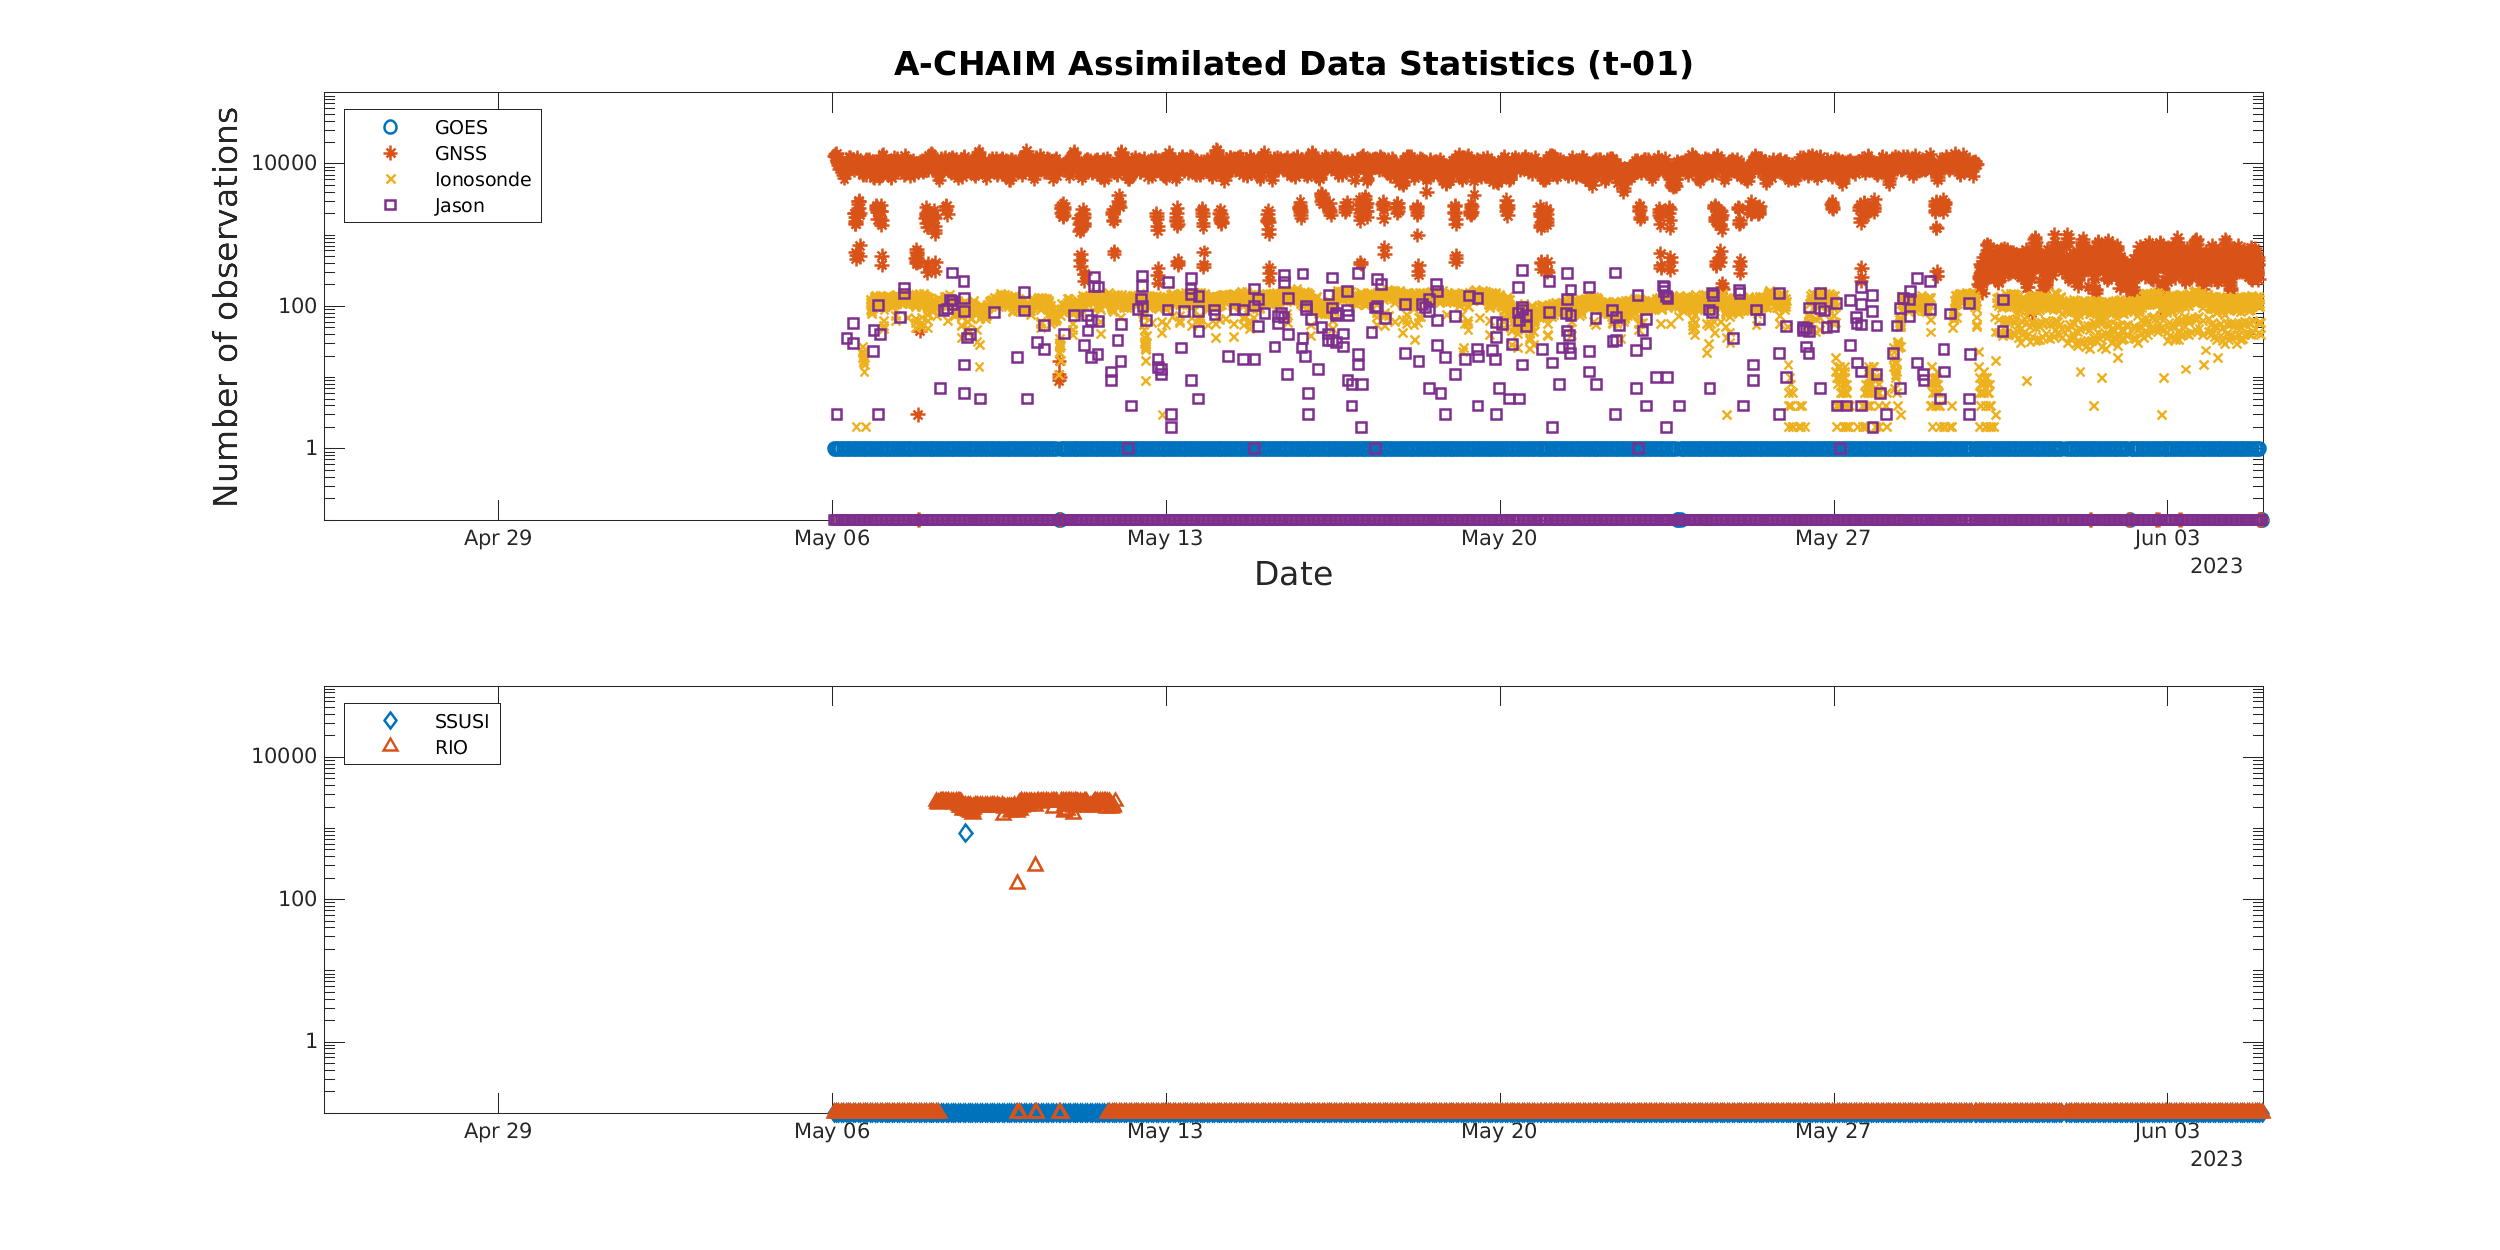 A-CHAIM Assimilated Data Statistics (t-01)
Number of observations
10000
100
1
GOES
GNSS
Ionosonde
Jason
Apr 29
May 06
May 13
May 20
May 27
Jun 03
2023
Date
10000
100
1
SSUSI
RIO
Apr 29
May 06
May 13
May 20
May 27
Jun 03
2023